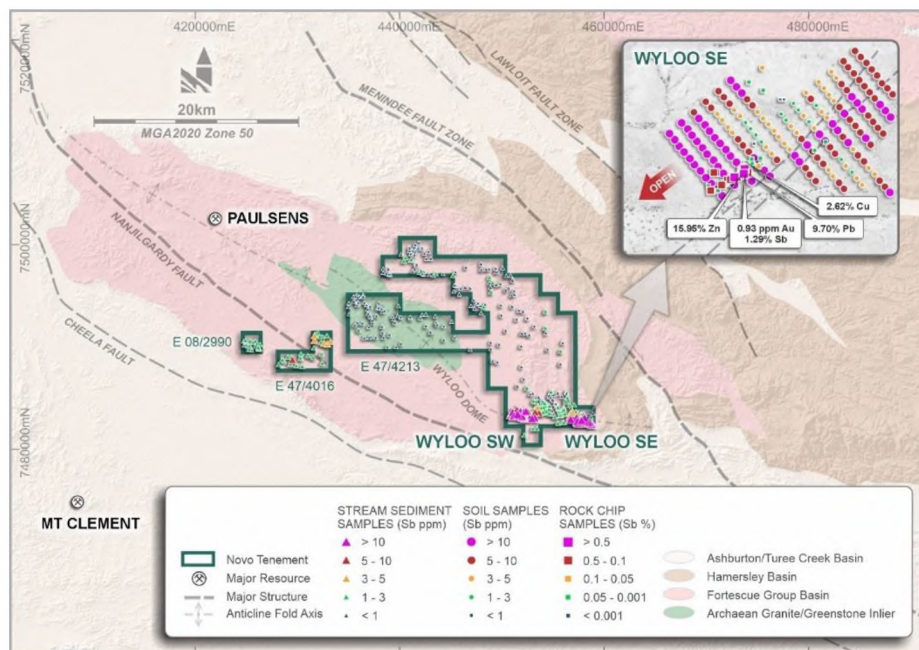 420000mE
440000mE
460000mE
480000mE
7520000mN
7500000mN
7480000mN
20km
MGA2020 Zone 50
LAWLOIT FAULT ZONE
MENINDEE FAULT ZONE
NANJILGARDY FAULT
CHEELA FAULT
WYLOO DOME
PAULSENS
MT CLEMENT
E 08/2990
E 47/4016
E 47/4213
WYLOO SW
WYLOO SE
WYLOO SE
OPEN
2.62% Cu
15.95% Zn
0.93 ppm Au
1.29% Sb
9.70% Pb
Novo Tenement
Major Resource
Major Structure
Anticline Fold Axis
STREAM SEDIMENT
SAMPLES (Sb ppm)
> 10
5 - 10
3 - 5
1 - 3
< 1
SOIL SAMPLES
(Sb ppm)
> 10
5 - 10
3 - 5
1 - 3
< 1
ROCK CHIP
SAMPLES (Sb %)
> 0.5
0.5 - 0.1
0.1 - 0.05
0.05 - 0.001
< 0.001
Ashburton/Turee Creek Basin
Hamersley Basin
Fortescue Group Basin
Archaean Granite/Greenstone Inlier